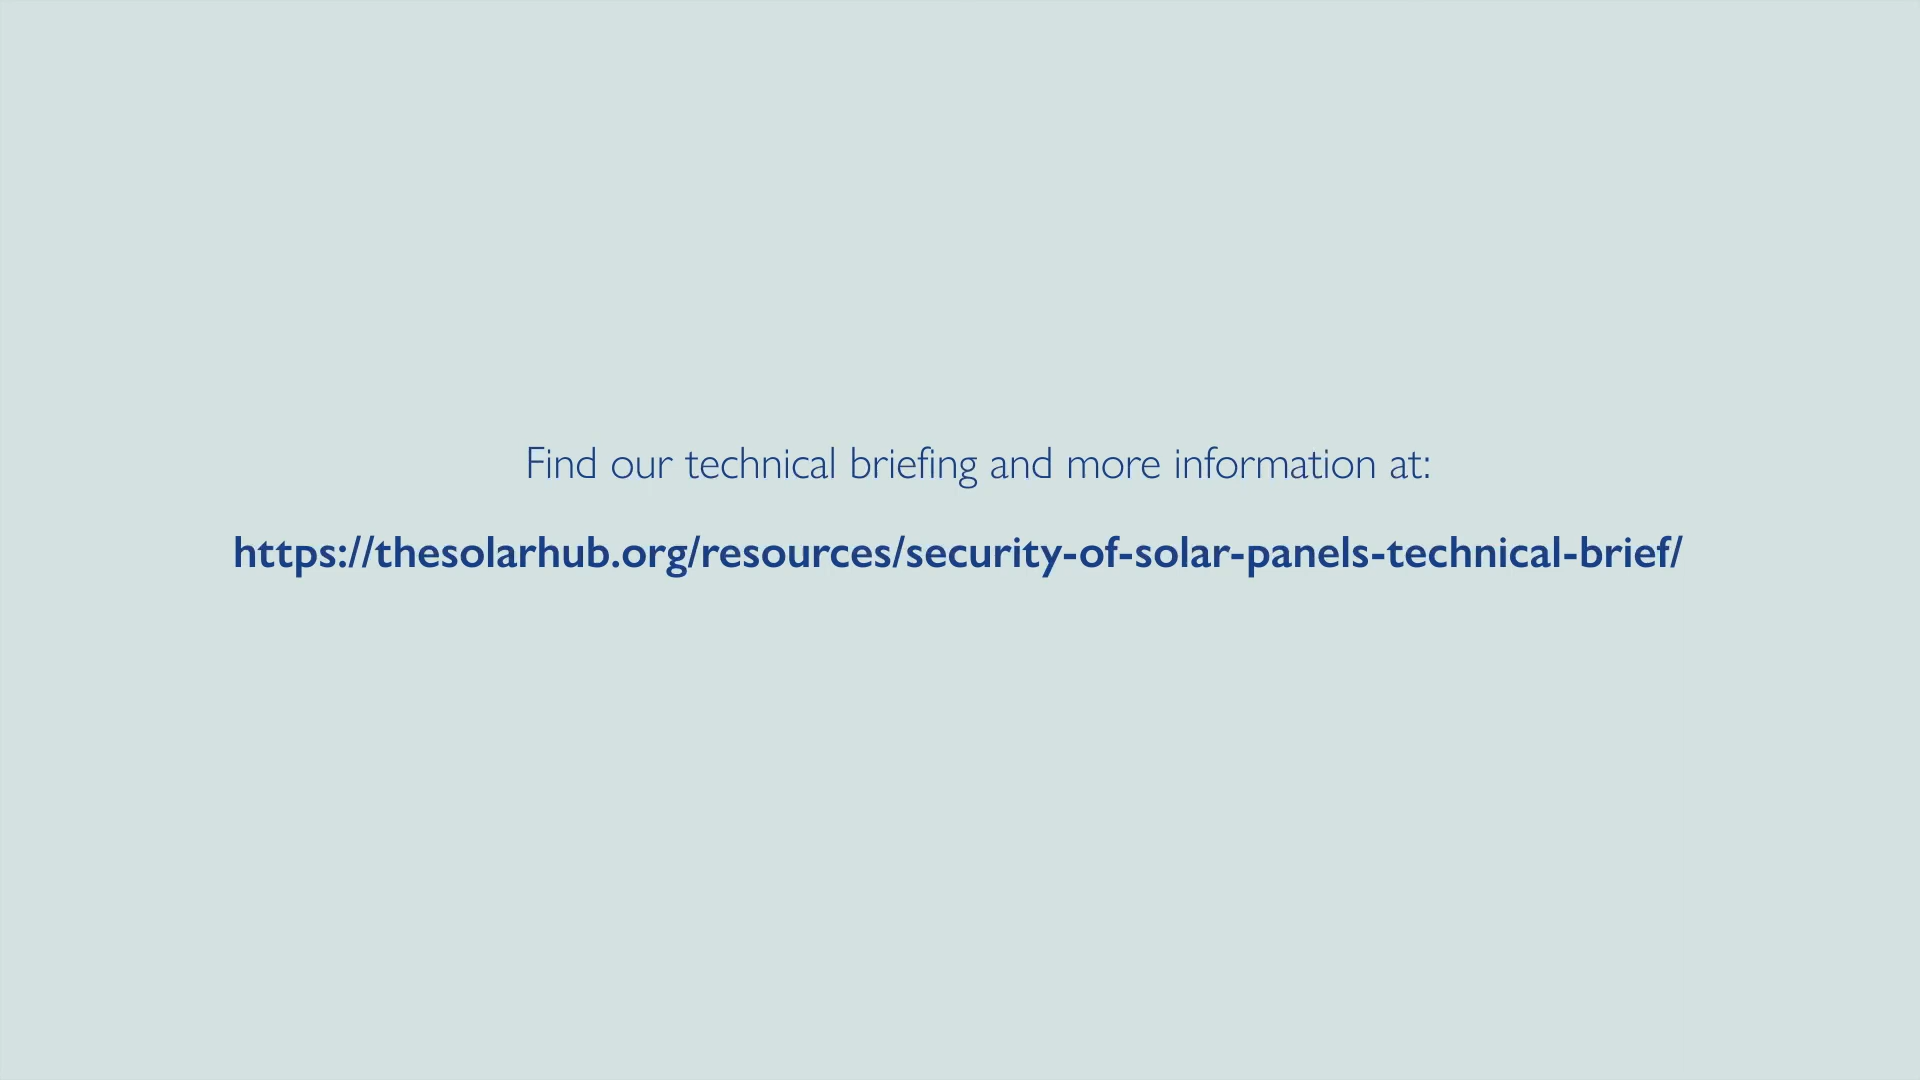 Find our technical briefing and more information at:
https://thesolarhub.org/resources/security-of-solar-panels-technical-brief/